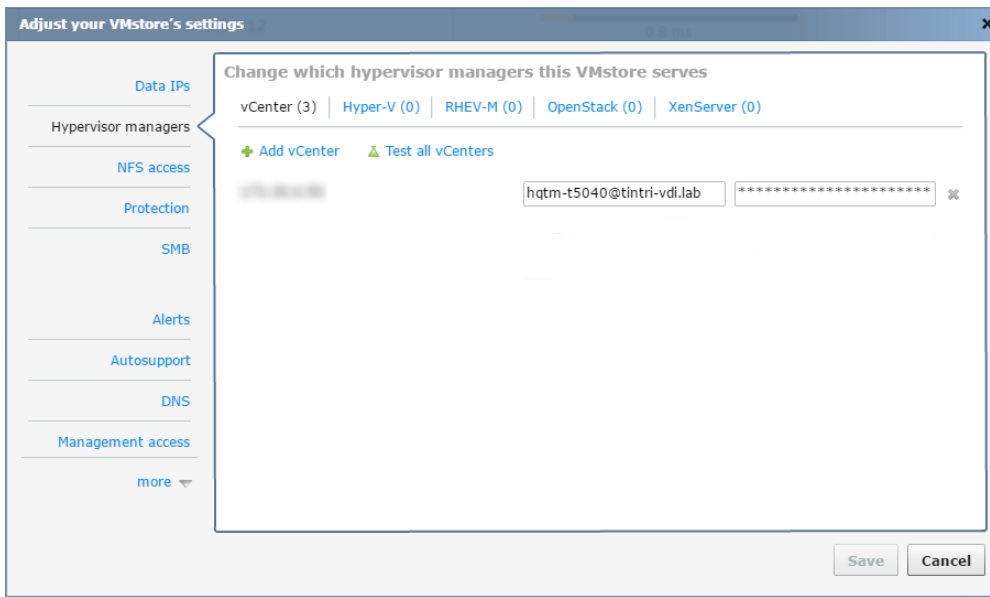 Adjust your VMstore's settings
Data IPs
Hypervisor managers
NFS access
Protection
SMB
Alerts
Autosupport
DNS
Management access
more
Change which hypervisor managers this VMstore serves
vCenter (3) Hyper-V (0) RHEV-M (0) OpenStack (0) XenServer (0)
Add vCenter Test all vCenters
hqtm-t5040@tintri-vdi.lab **********************
Save Cancel